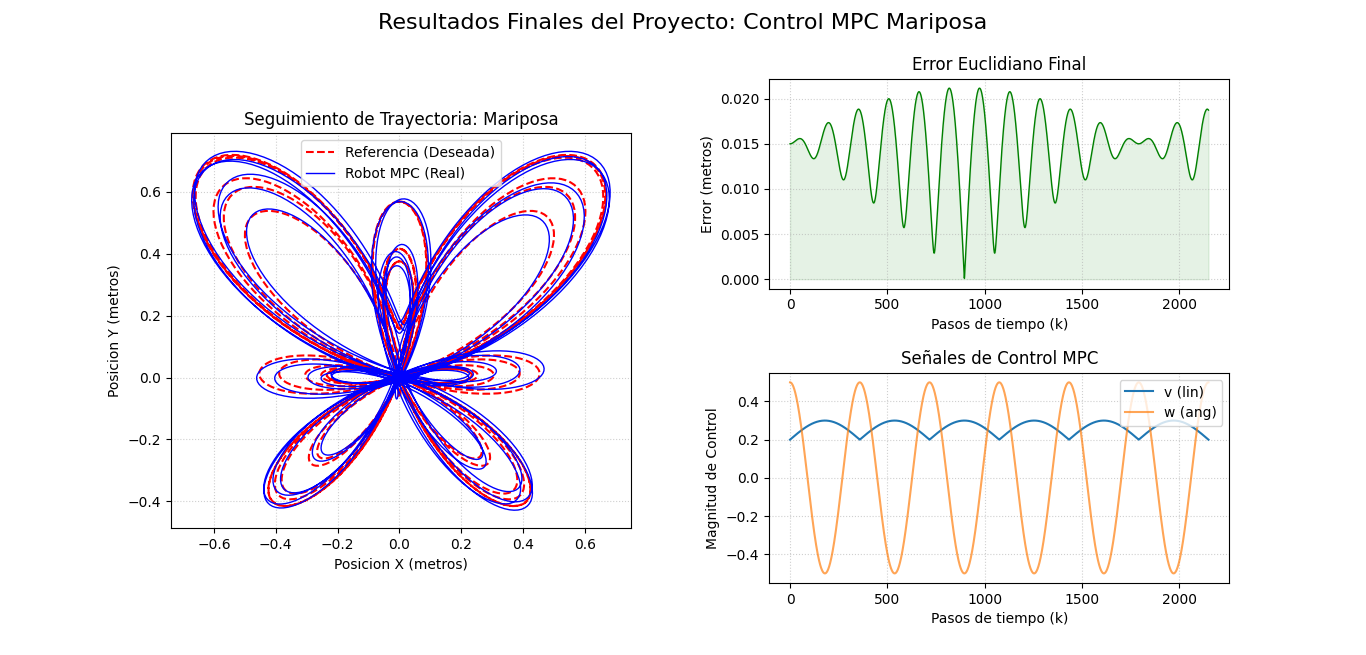 Resultados Finales del Proyecto: Control MPC Mariposa
Seguimiento de Trayectoria: Mariposa
Referencia (Deseada)
Robot MPC (Real)
Posicion Y (metros)
0.6
0.4
0.2
0.0
−0.2
−0.4
−0.6
−0.4
−0.2
0.0
0.2
0.4
0.6
Posicion X (metros)
Error Euclidiano Final
Error (metros)
0.020
0.015
0.010
0.005
0.000
0
500
1000
1500
2000
Pasos de tiempo (k)
Señales de Control MPC
v (lin)
w (ang)
Magnitud de Control
0.4
0.2
0.0
−0.2
−0.4
0
500
1000
1500
2000
Pasos de tiempo (k)